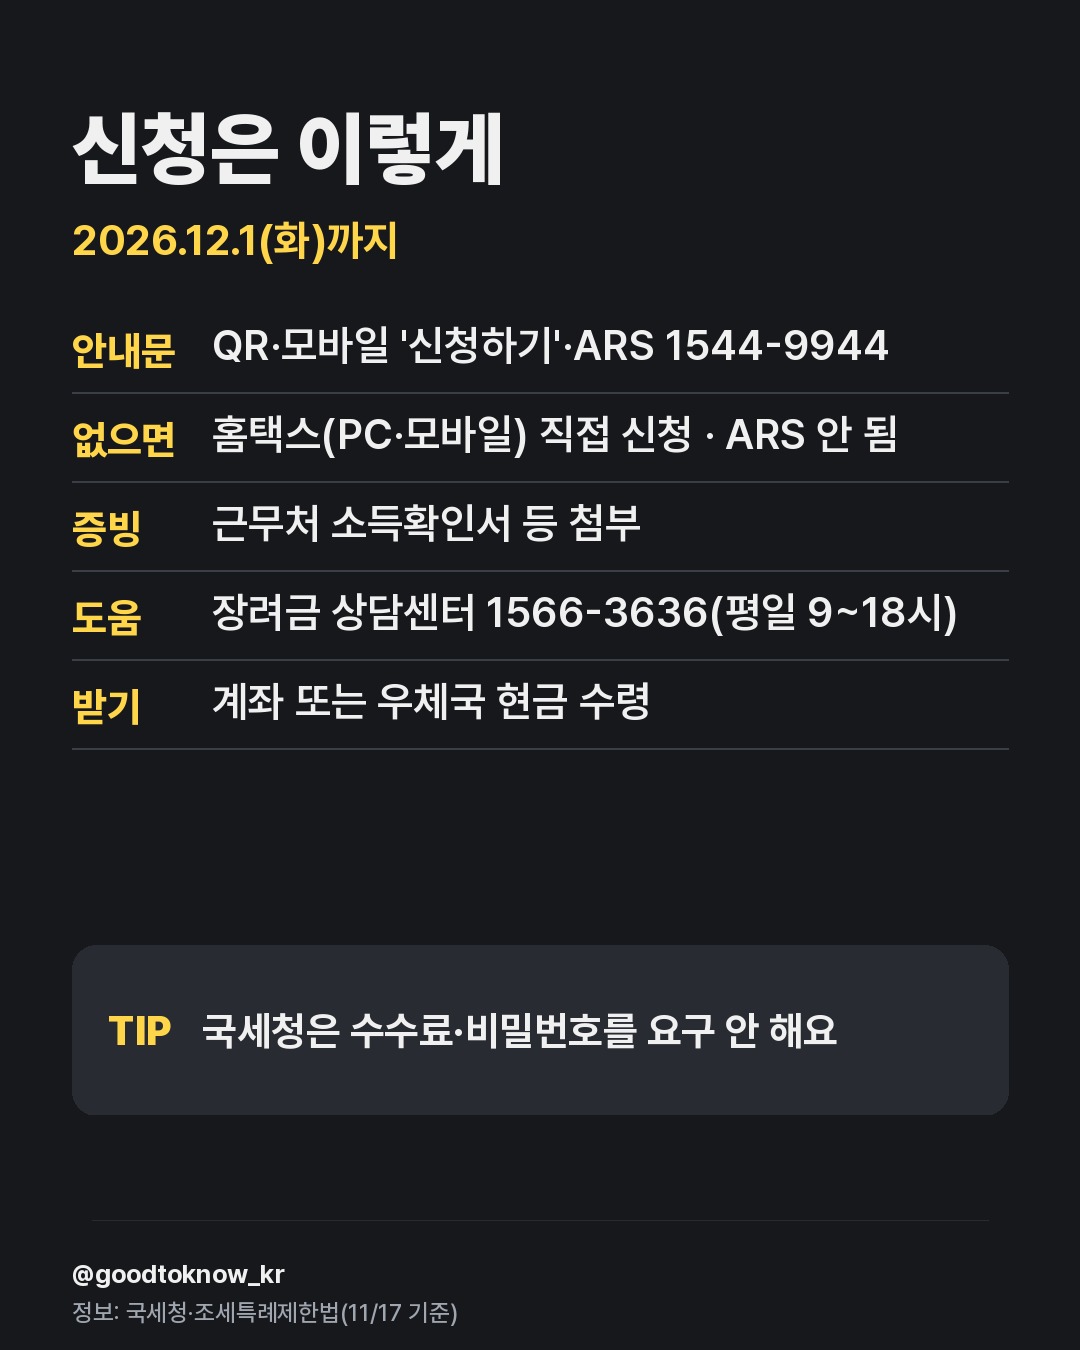 신청은 이렇게
2026.12.1(화)까지
안내문 QR·모바일 '신청하기'·ARS 1544-9944
없으면 홈택스(PC·모바일) 직접 신청 · ARS 안 됨
증빙 근무처 소득확인서 등 첨부
도움 장려금 상담센터 1566-3636(평일 9~18시)
받기 계좌 또는 우체국 현금 수령
TIP 국세청은 수수료·비밀번호를 요구 안 해요
@goodtoknow_kr
정보: 국세청·조세특례제한법(11/17 기준)